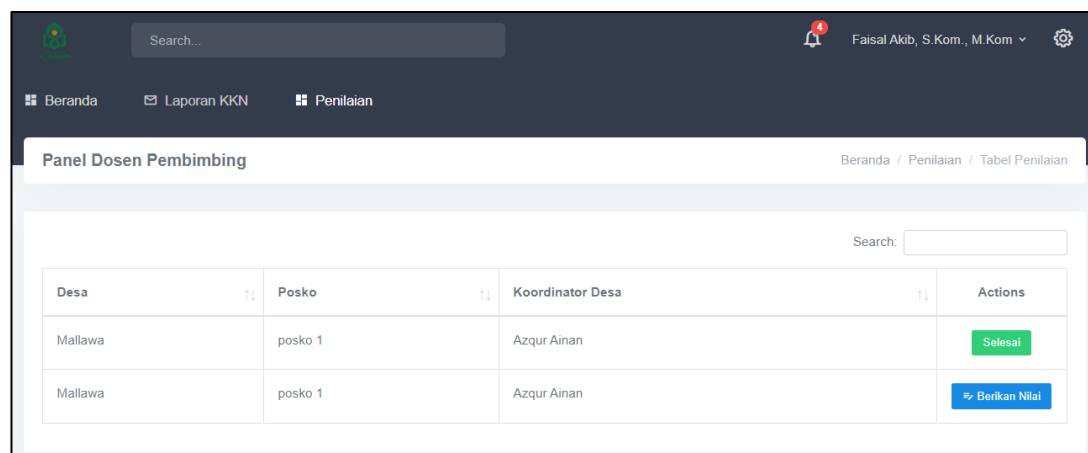 Search...
4
Faisal Akib, S.Kom., M.Kom
Beranda
Laporan KKN
Penilaian
Panel Dosen Pembimbing
Beranda / Penilaian / Tabel Penilaian
Search:
Desa Posko Koordinator Desa Actions
Mallawa posko 1 Azqur Ainan Selesai
Mallawa posko 1 Azqur Ainan Berikan Nilai